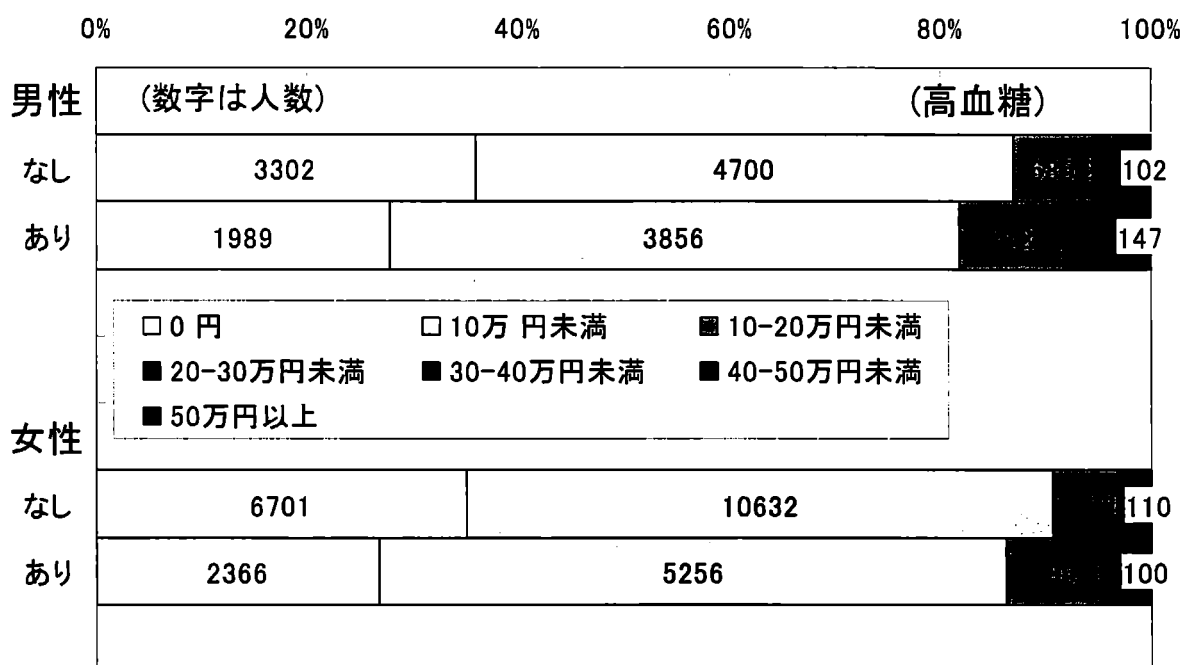 0% 20% 40% 60% 80% 100%
男性 (数字は人数) (高血糖)
なし 3302 4700 102
あり 1989 3856 147
□ 0 円 □ 10万 円未満 ■ 10-20万円未満
■ 20-30万円未満 ■ 30-40万円未満 ■ 40-50万円未満
■ 50万円以上
女性
なし 6701 10632 110
あり 2366 5256 100